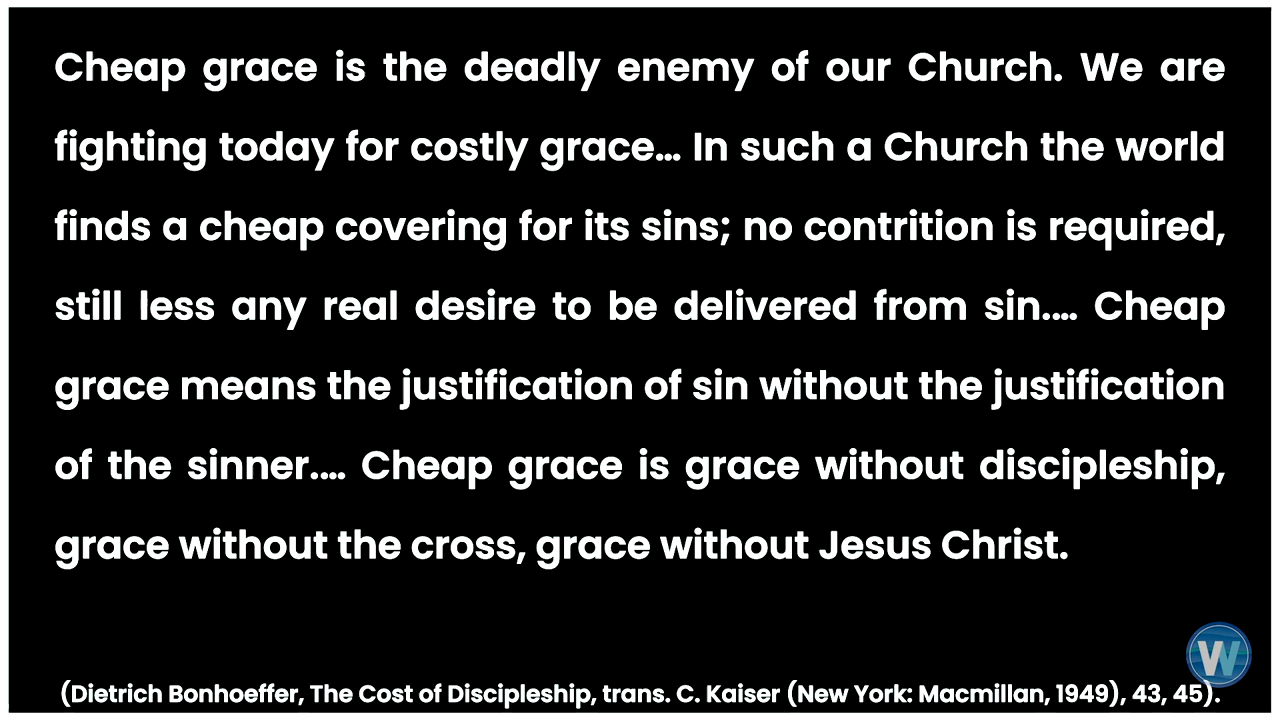 Cheap grace is the deadly enemy of our Church. We are
fighting today for costly grace... In such a Church the world
finds a cheap covering for its sins; no contrition is required,
still less any real desire to be delivered from sin.... Cheap
grace means the justification of sin without the justification
of the sinner.... Cheap grace is grace without discipleship,
grace without the cross, grace without Jesus Christ.
W
(Dietrich Bonhoeffer, The Cost of Discipleship, trans. C. Kaiser (New York: Macmillan, 1949), 43, 45).